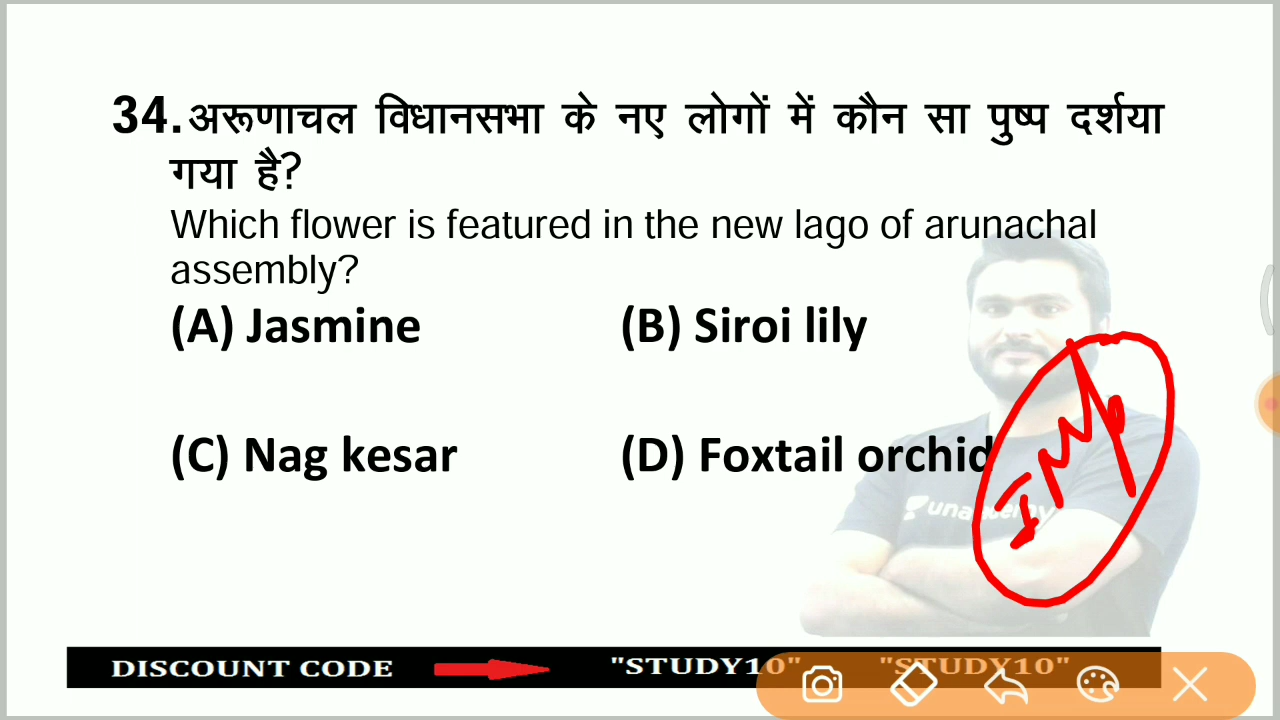 34. अरूणाचल विधानसभा के नए लोगों में कौन सा पुष्प दर्शया
गया है?
Which flower is featured in the new lago of arunachal
assembly?
(A) Jasmine (B) Siroi lily
(C) Nag kesar (D) Foxtail orchid
IMP
unacademy
DISCOUNT CODE "STUDY10" "STUDY10"